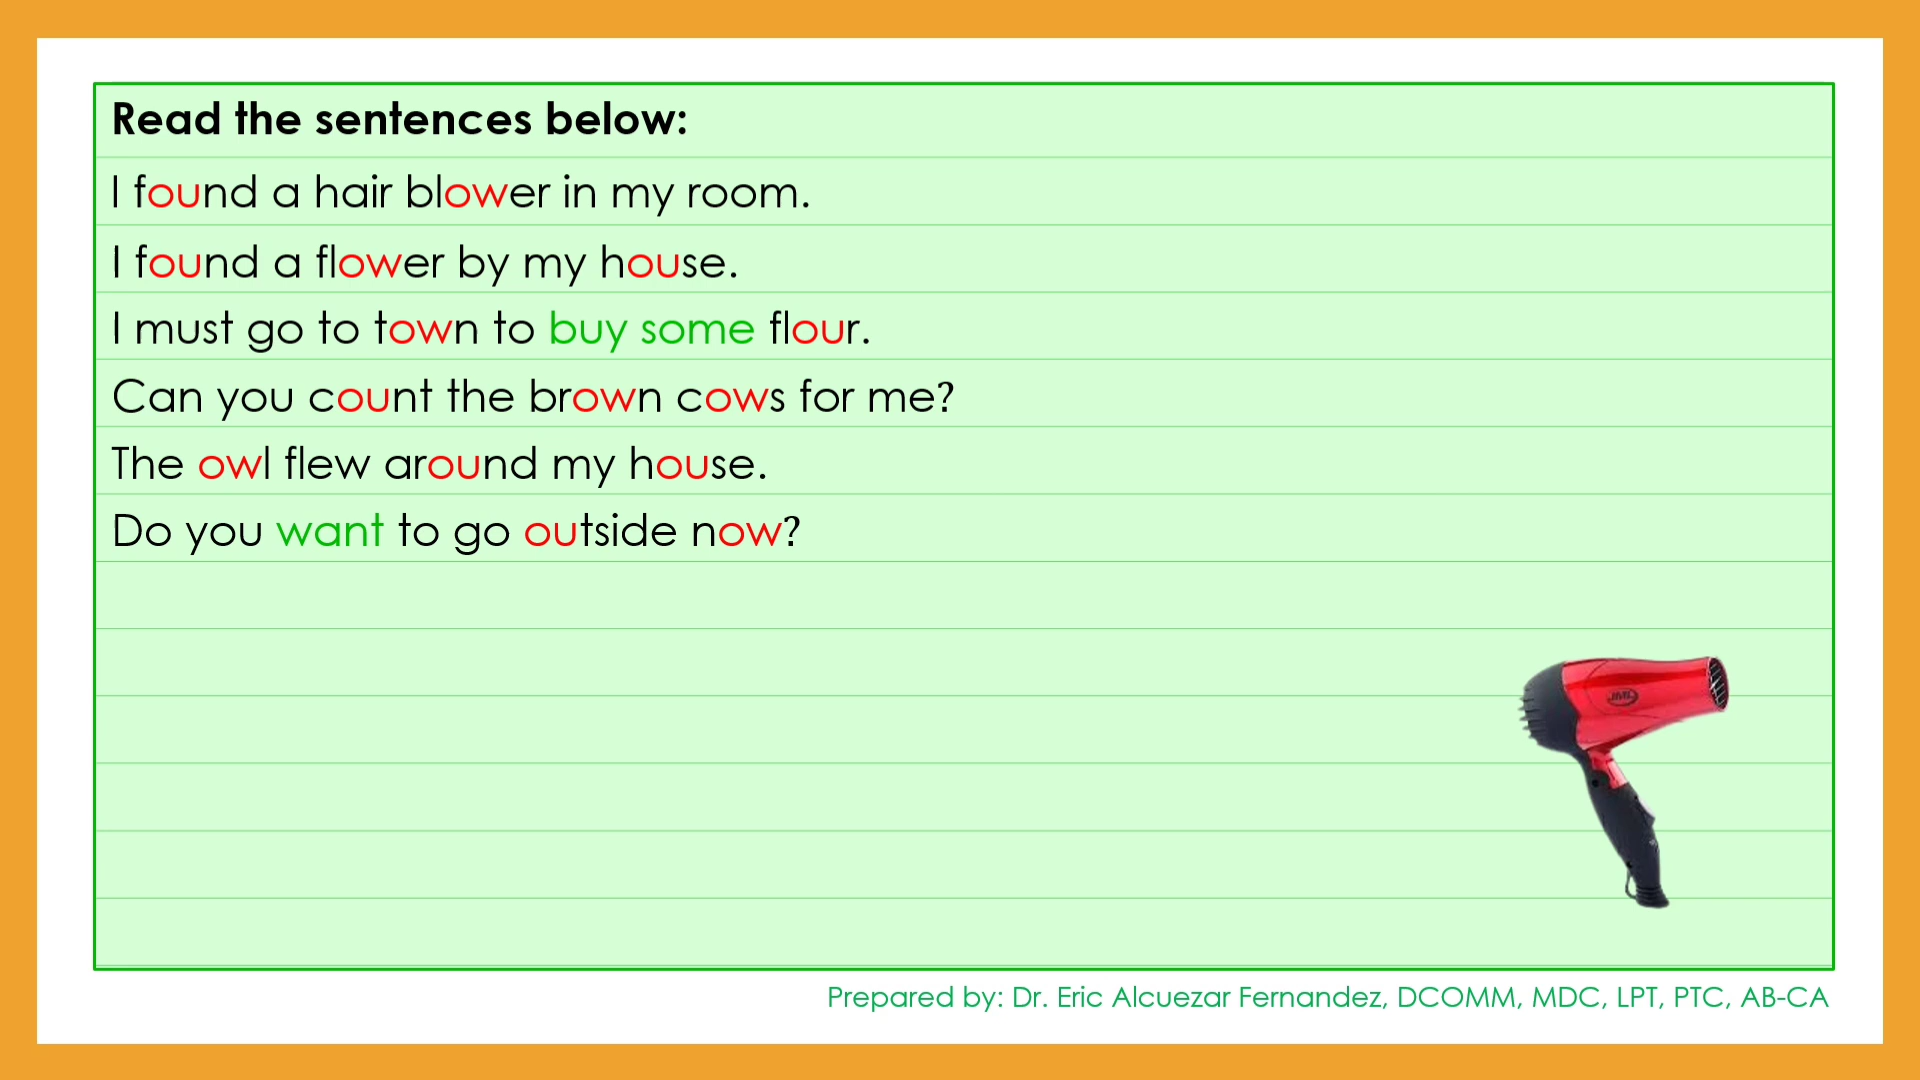 Read the sentences below:
I found a hair blower in my room.
I found a flower by my house.
I must go to town to buy some flour.
Can you count the brown cows for me?
The owl flew around my house.
Do you want to go outside now?
Prepared by: Dr. Eric Alcuezar Fernandez, DCOMM, MDC, LPT, PTC, AB-CA